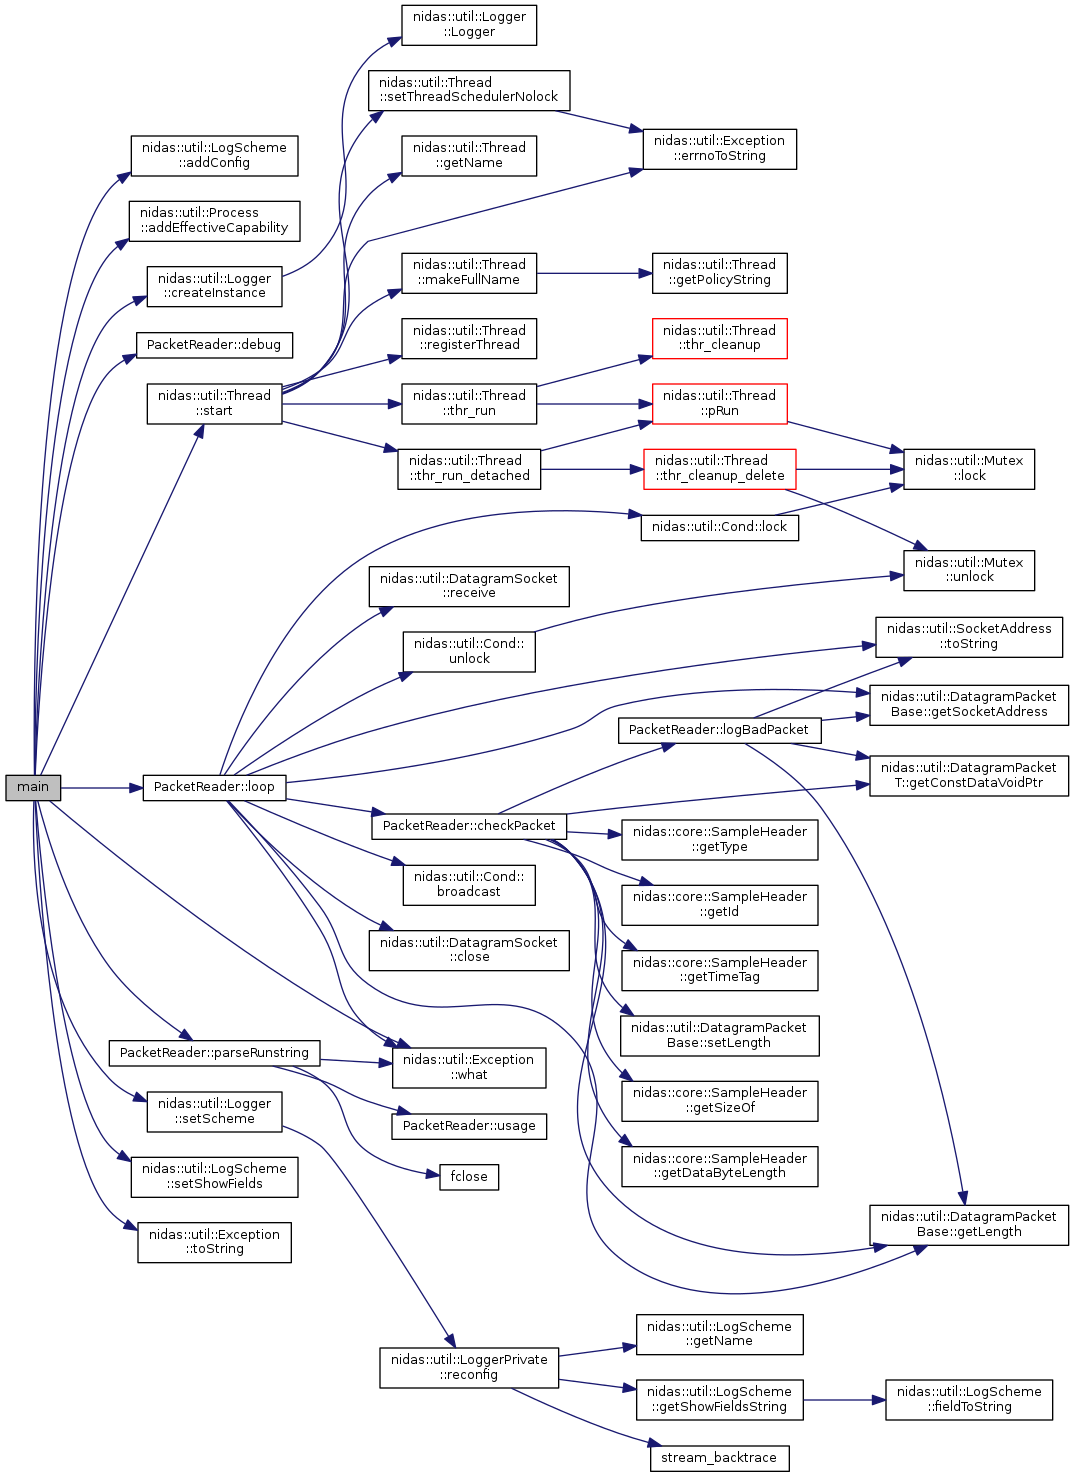 nidas::util::Logger
::Logger
nidas::util::Thread
::setThreadSchedulerNolock
nidas::util::Exception
::errnoToString
nidas::util::LogScheme
::addConfig
nidas::util::Thread
::getName
nidas::util::Process
::addEffectiveCapability
nidas::util::Logger
::createInstance
nidas::util::Thread
::makeFullName
nidas::util::Thread
::getPolicyString
PacketReader::debug
nidas::util::Thread
::registerThread
nidas::util::Thread
::thr_cleanup
nidas::util::Thread
::start
nidas::util::Thread
::thr_run
nidas::util::Thread
::pRun
nidas::util::Thread
::thr_run_detached
nidas::util::Thread
::thr_cleanup_delete
nidas::util::Mutex
::lock
nidas::util::Cond::lock
nidas::util::Mutex
::unlock
nidas::util::DatagramSocket
::receive
nidas::util::Cond::
unlock
nidas::util::SocketAddress
::toString
nidas::util::DatagramPacket
Base::getSocketAddress
PacketReader::logBadPacket
nidas::util::DatagramPacket
T::getConstDataVoidPtr
main
PacketReader::loop
PacketReader::checkPacket
nidas::core::SampleHeader
::getType
nidas::util::Cond::
broadcast
nidas::core::SampleHeader
::getId
nidas::util::DatagramSocket
::close
nidas::core::SampleHeader
::getTimeTag
nidas::util::DatagramPacket
Base::setLength
PacketReader::parseRunstring
nidas::util::Exception
::what
nidas::core::SampleHeader
::getSizeOf
nidas::util::Logger
::setScheme
PacketReader::usage
nidas::core::SampleHeader
::getDataByteLength
nidas::util::LogScheme
::setShowFields
fclose
nidas::util::DatagramPacket
Base::getLength
nidas::util::Exception
::toString
nidas::util::LogScheme
::getName
nidas::util::LoggerPrivate
::reconfig
nidas::util::LogScheme
::getShowFieldsString
nidas::util::LogScheme
::fieldToString
stream_backtrace